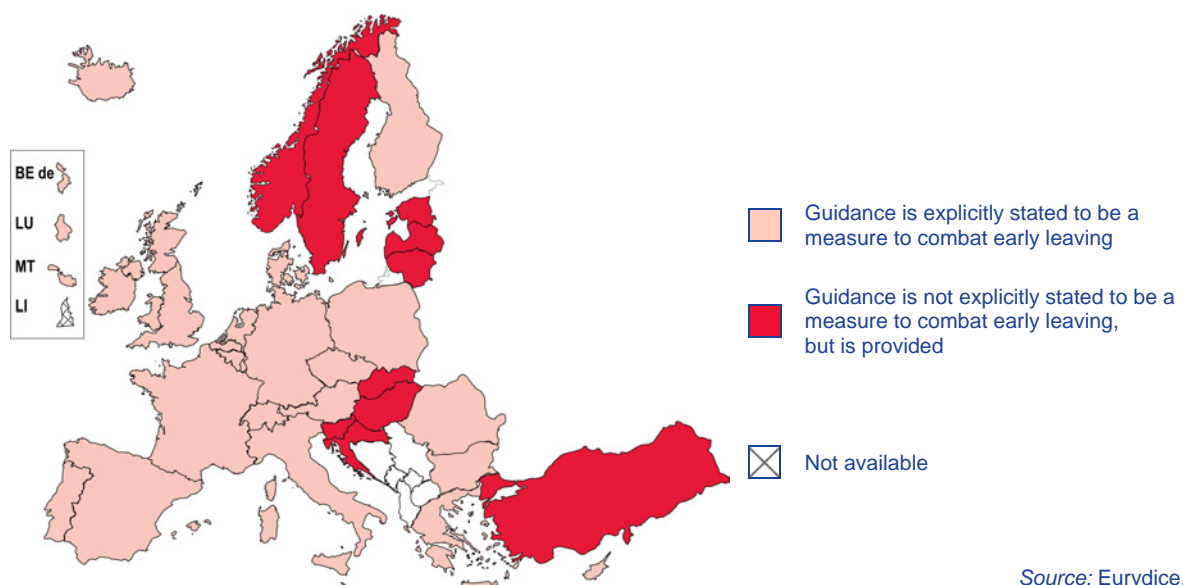 BE de
LU
MT
LI
Guidance is explicitly stated to be a
measure to combat early leaving
Guidance is not explicitly stated to be a
measure to combat early leaving,
but is provided
Not available
Source: Eurydice.